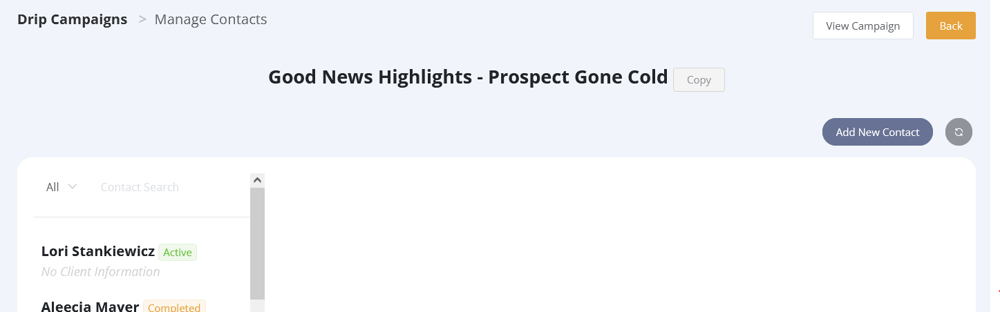 Drip Campaigns > Manage Contacts
View Campaign
Back
Good News Highlights - Prospect Gone Cold
Copy
Add New Contact
All
Contact Search
Lori Stankiewicz Active
No Client Information
Aleecia Mayer Completed